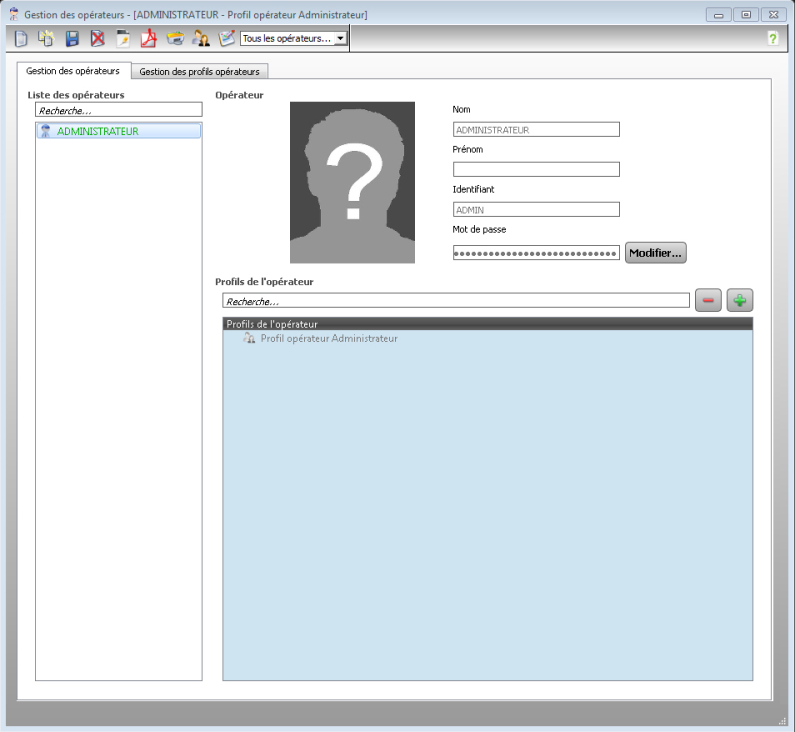 Gestion des opérateurs - [ADMINISTRATEUR - Profil opérateur Administrateur]
Tous les opérateurs...
?
Gestion des opérateurs
Gestion des profils opérateurs
Liste des opérateurs
Recherche...
ADMINISTRATEUR
Opérateur
?
Nom
ADMINISTRATEUR
Prénom
Identifiant
ADMIN
Mot de passe
Modifier...
Profils de l'opérateur
Recherche...
Profils de l'opérateur
Profil opérateur Administrateur